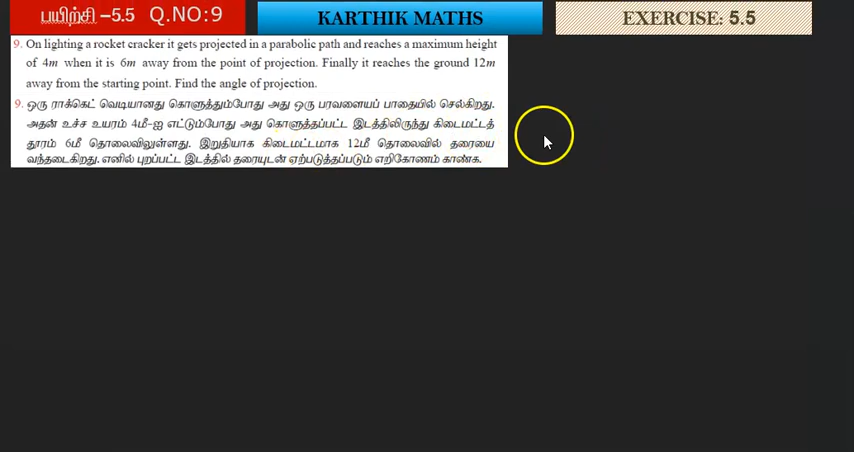 பயிற்சி –5.5 Q.NO:9
KARTHIK MATHS
EXERCISE: 5.5
9. On lighting a rocket cracker it gets projected in a parabolic path and reaches a maximum height
of 4m when it is 6m away from the point of projection. Finally it reaches the ground 12m
away from the starting point. Find the angle of projection.
9. ஒரு ராக்கெட் வெடியானது கொளுத்தும்போது அது ஒரு பரவளையப் பாதையில் செல்கிறது.
அதன் உச்ச உயரம் 4மீ-ஐ எட்டும்போது அது கொளுத்தப்பட்ட இடத்திலிருந்து கிடைமட்டத்
தூரம் 6மீ தொலைவிலுள்ளது. இறுதியாக கிடைமட்டமாக 12மீ தொலைவில் தரையை
வந்தடைகிறது. எனில் புறப்பட்ட இடத்தில் தரையுடன் ஏற்படுத்தப்படும் எறிகோணம் காண்க.